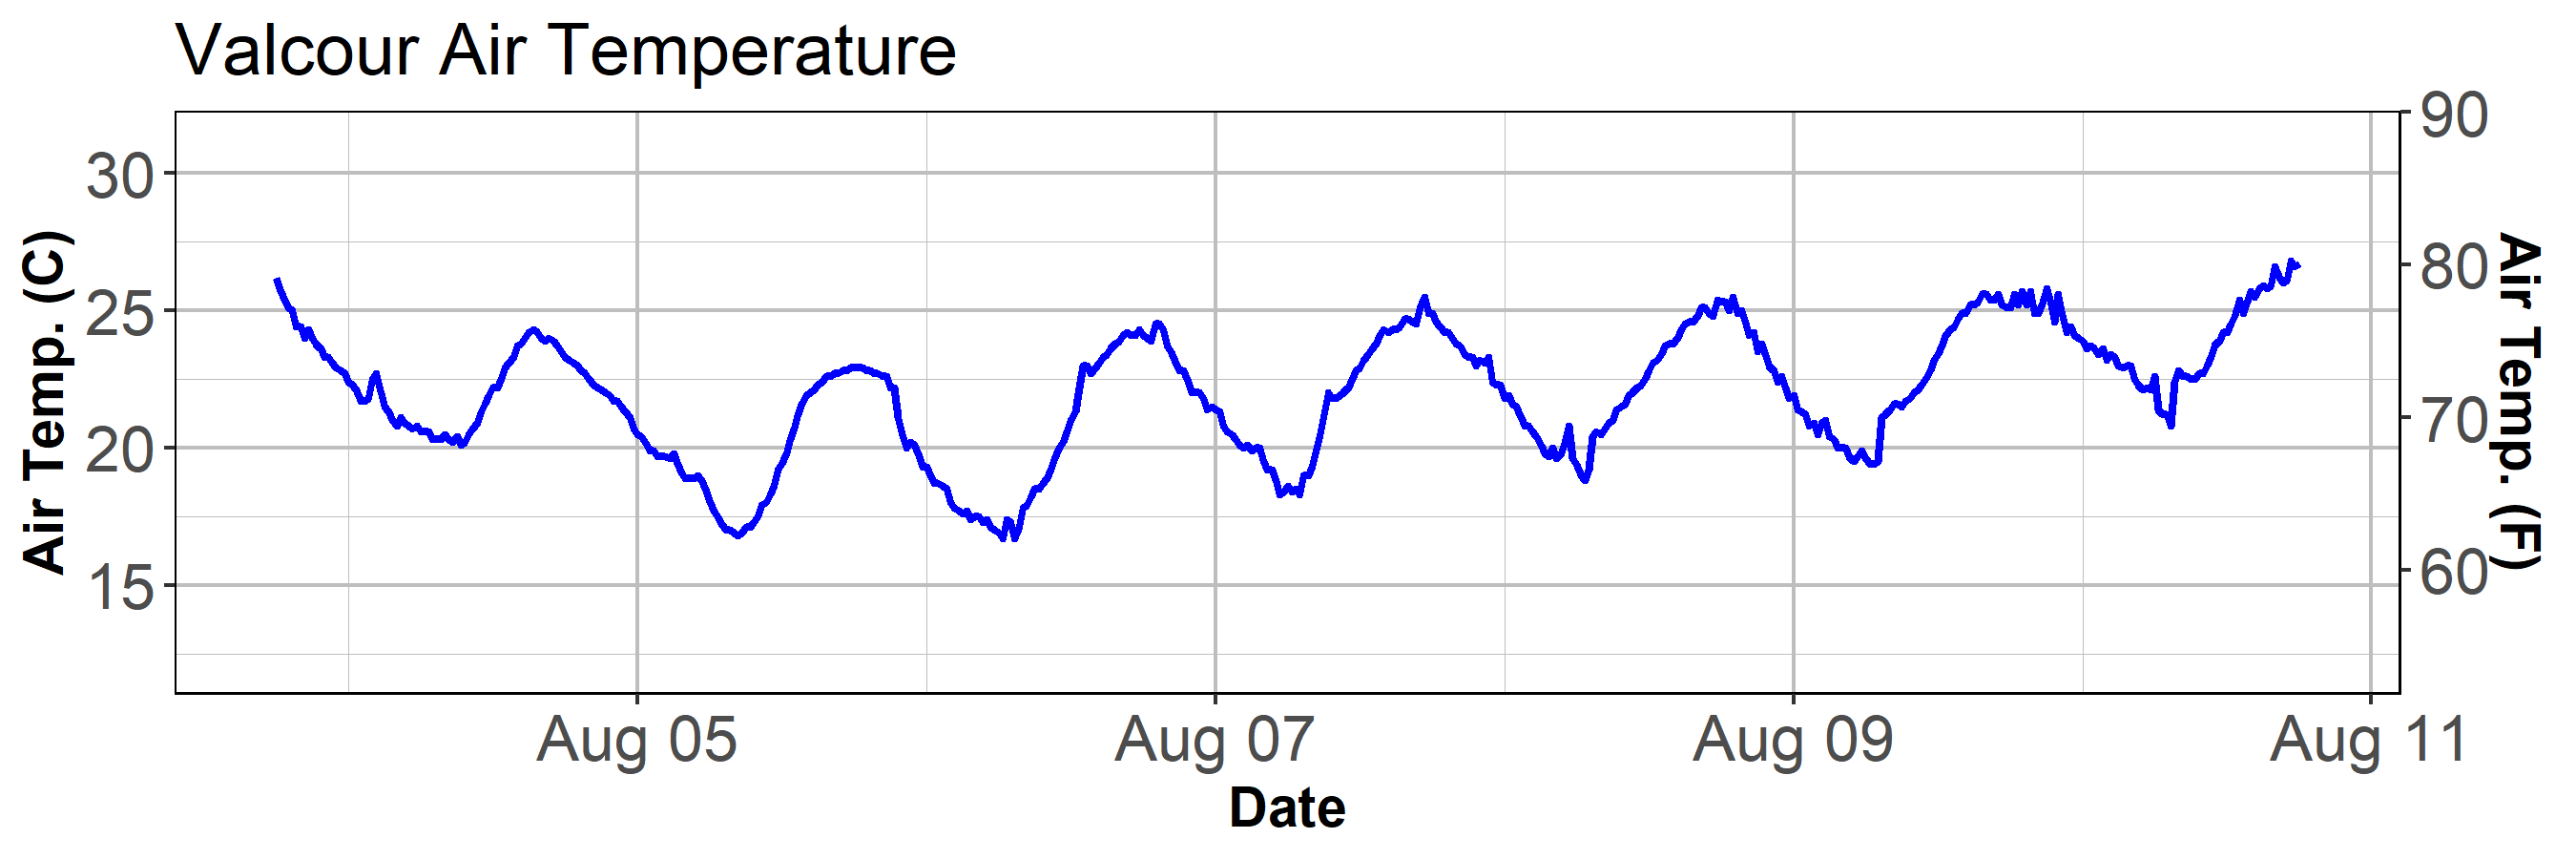 Valcour Air Temperature
Air Temp. (C)
30
25
20
15
90
80
70
60
Air Temp. (F)
Aug 05
Aug 07
Aug 09
Aug 11
Date